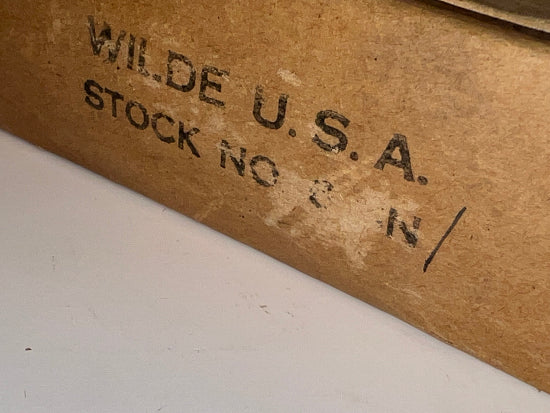 WILDE U.S.A.
STOCK NO N/